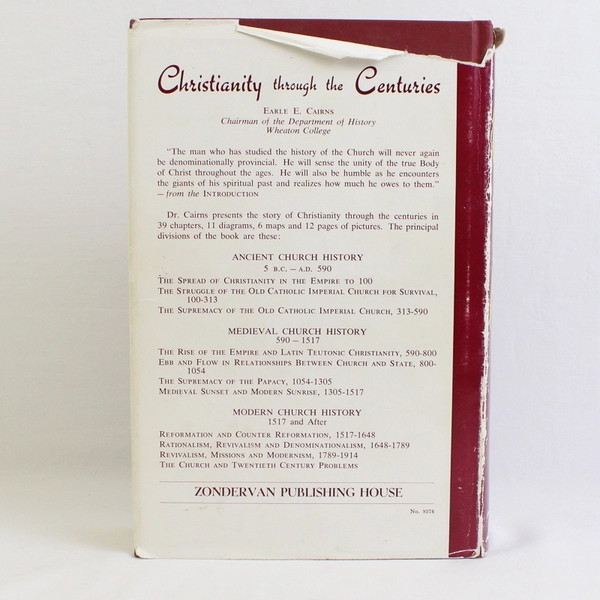 Christianity through the Centuries
EARLE E. CAIRNS
Chairman of the Department of History
Wheaton College
"The man who has studied the history of the Church will never again
be denominationally provincial. He will sense the unity of the true Body
of Christ throughout the ages. He will also be humble as he encounters
the giants of his spiritual past and realizes how much he owes to them."
—from the INTRODUCTION
Dr. Cairns presents the story of Christianity through the centuries in
39 chapters, 11 diagrams, 6 maps and 12 pages of pictures. The principal
divisions of the book are these:
ANCIENT CHURCH HISTORY
5 B.C. — A.D. 590
THE SPREAD OF CHRISTIANITY IN THE EMPIRE TO 100
THE STRUGGLE OF THE OLD CATHOLIC IMPERIAL CHURCH FOR SURVIVAL,
100-313
THE SUPREMACY OF THE OLD CATHOLIC IMPERIAL CHURCH, 313-590
MEDIEVAL CHURCH HISTORY
590 — 1517
THE RISE OF THE EMPIRE AND LATIN TEUTONIC CHRISTIANITY, 590-800
EBB AND FLOW IN RELATIONSHIPS BETWEEN CHURCH AND STATE, 800-
1054
THE SUPREMACY OF THE PAPACY, 1054-1305
MEDIEVAL SUNSET AND MODERN SUNRISE, 1305-1517
MODERN CHURCH HISTORY
1517 and After
REFORMATION AND COUNTER REFORMATION, 1517-1648
RATIONALISM, REVIVALISM AND DENOMINATIONALISM, 1648-1789
REVIVALISM, MISSIONS AND MODERNISM, 1789-1914
THE CHURCH AND TWENTIETH CENTURY PROBLEMS
ZONDERVAN PUBLISHING HOUSE
No.